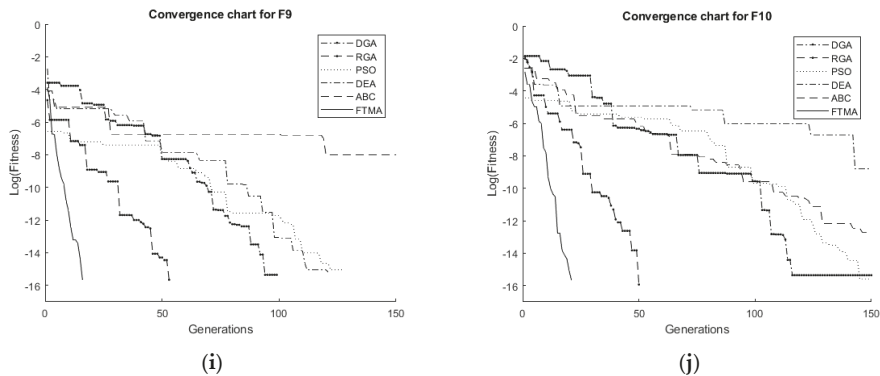 Convergence chart for F9
0
-2
-4
-6
-8
-10
-12
-14
-16
Log(Fitness)
0
50
100
150
Generations
DGA
RGA
PSO
DEA
ABC
FTMA
(i)
Convergence chart for F10
0
-2
-4
-6
-8
-10
-12
-14
-16
Log(Fitness)
0
50
100
150
Generations
DGA
RGA
PSO
DEA
ABC
FTMA
(j)